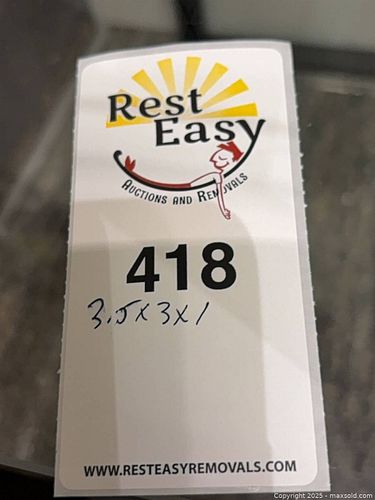 Rest
Easy
AUCTIONS AND REMOVALS
418
3.5x3x1
WWW.RESTEASYREMOVALS.COM
Copyright 2025 - maxsold.com